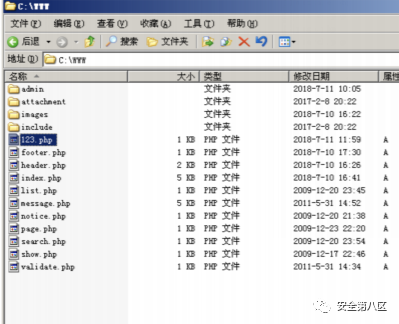 C:\WWW
文件(F) 编辑(E) 查看(V) 收藏(A) 工具(T) 帮助(H)
后退 搜索 文件夹
地址(D) C:\WWW
名称 大小 类型 修改日期 属性
admin 文件夹 2018-7-11 10:05
attachment 文件夹 2017-2-8 20:22
images 文件夹 2018-7-10 16:22
include 文件夹 2017-2-8 20:22
123.php 1 KB PHP 文件 2018-7-11 11:59 A
footer.php 1 KB PHP 文件 2018-7-10 17:30 A
header.php 2 KB PHP 文件 2018-7-10 16:26 A
index.php 5 KB PHP 文件 2018-7-10 16:41 A
list.php 1 KB PHP 文件 2009-12-20 23:45 A
message.php 5 KB PHP 文件 2011-5-31 14:52 A
notice.php 1 KB PHP 文件 2009-12-20 21:38 A
page.php 1 KB PHP 文件 2009-12-23 22:20 A
search.php 1 KB PHP 文件 2009-12-20 23:54 A
show.php 1 KB PHP 文件 2009-12-17 22:46 A
validate.php 1 KB PHP 文件 2011-5-31 14:34 A
安全第八区